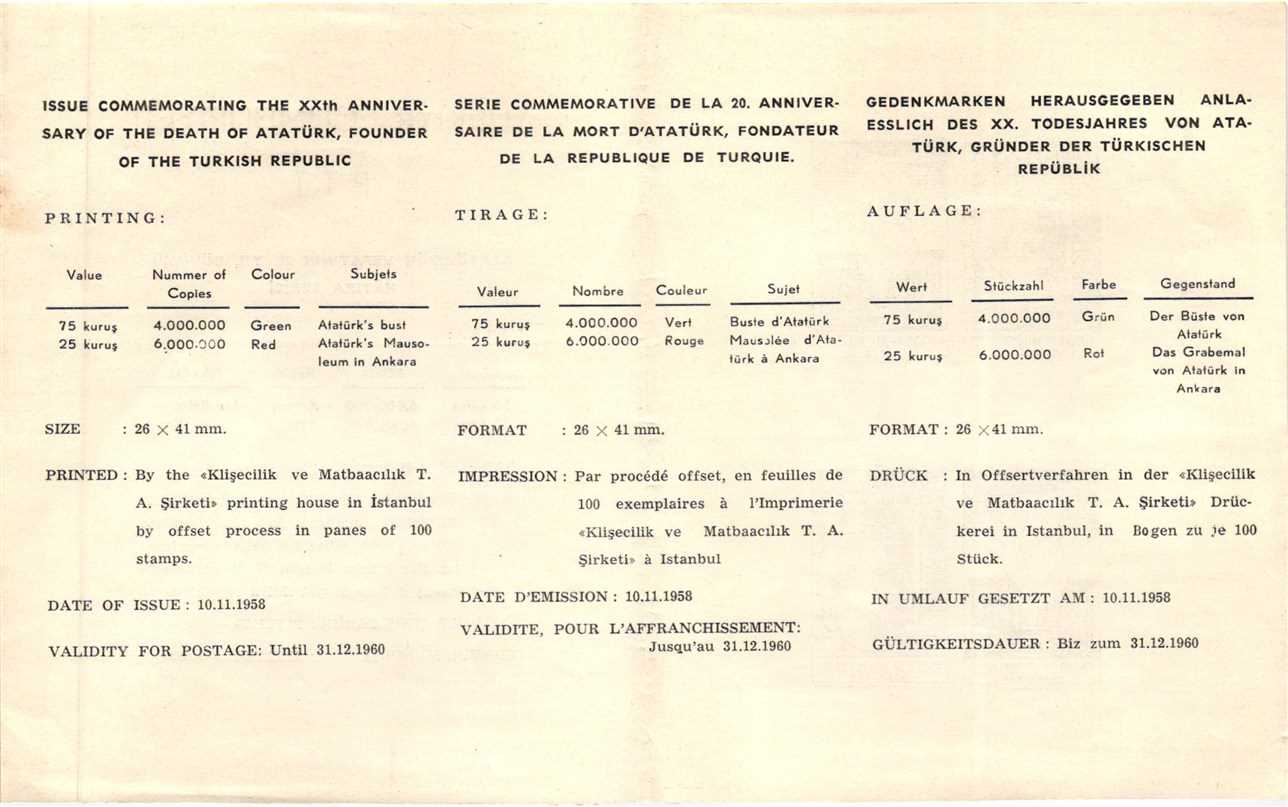 ISSUE COMMEMORATING THE XXth ANNIVER-
SARY OF THE DEATH OF ATATÜRK, FOUNDER
OF THE TURKISH REPUBLIC
PRINTING:
Value Nummer of Copies Colour Subjets
75 kuruş 4.000.000 Green Atatürk's bust
25 kuruş 6.000.000 Red Atatürk's Mauso-
leum in Ankara
SIZE : 26 × 41 mm.
PRINTED : By the «Klişecilik ve Matbaacılık T.
A. Şirketi» printing house in İstanbul
by offset process in panes of 100
stamps.
DATE OF ISSUE : 10.11.1958
VALIDITY FOR POSTAGE: Until 31.12.1960
SERIE COMMEMORATIVE DE LA 20. ANNIVER-
SAIRE DE LA MORT D'ATATÜRK, FONDATEUR
DE LA REPUBLIQUE DE TURQUIE.
TIRAGE:
Valeur Nombre Couleur Sujet
75 kuruş 4.000.000 Vert Buste d'Atatürk
25 kuruş 6.000.000 Rouge Mausolée d'Ata-
türk à Ankara
FORMAT : 26 × 41 mm.
IMPRESSION : Par procédé offset, en feuilles de
100 exemplaires à l'Imprimerie
«Klişecilik ve Matbaacılık T. A.
Şirketi» à Istanbul
DATE D'EMISSION : 10.11.1958
VALIDITE, POUR L'AFFRANCHISSEMENT:
Jusqu'au 31.12.1960
GEDENKMARKEN HERAUSGEGEBEN ANLA-
ESSLICH DES XX. TODESJAHRES VON ATA-
TÜRK, GRÜNDER DER TÜRKISCHEN
REPÜBLİK
AUFLAGE:
Wert Stückzahl Farbe Gegenstand
75 kuruş 4.000.000 Grün Der Büste von
Atatürk
25 kuruş 6.000.000 Rot Das Grabemal
von Atatürk in
Ankara
FORMAT : 26 × 41 mm.
DRÜCK : In Offsertverfahren in der «Klişecilik
ve Matbaacılık T. A. Şirketi» Drüc-
kerei in Istanbul, in Bogen zu je 100
Stück.
IN UMLAUF GESETZT AM : 10.11.1958
GÜLTIGKEITSDAUER : Biz zum 31.12.1960